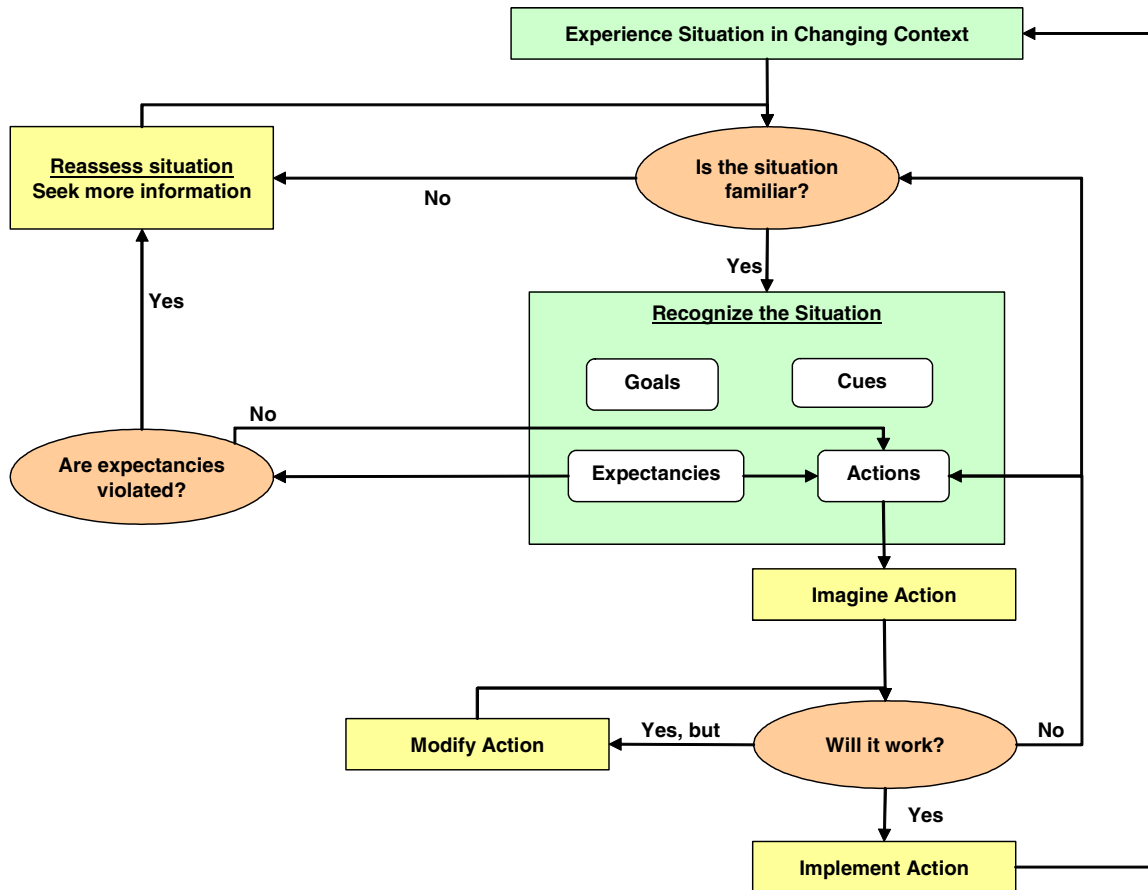 Experience Situation in Changing Context
Reassess situation
Seek more information
Is the situation
familiar?
No
Yes
Yes
Recognize the Situation
Goals
Cues
No
Are expectancies
violated?
Expectancies
Actions
Imagine Action
Modify Action
Yes, but
Will it work?
No
Yes
Implement Action